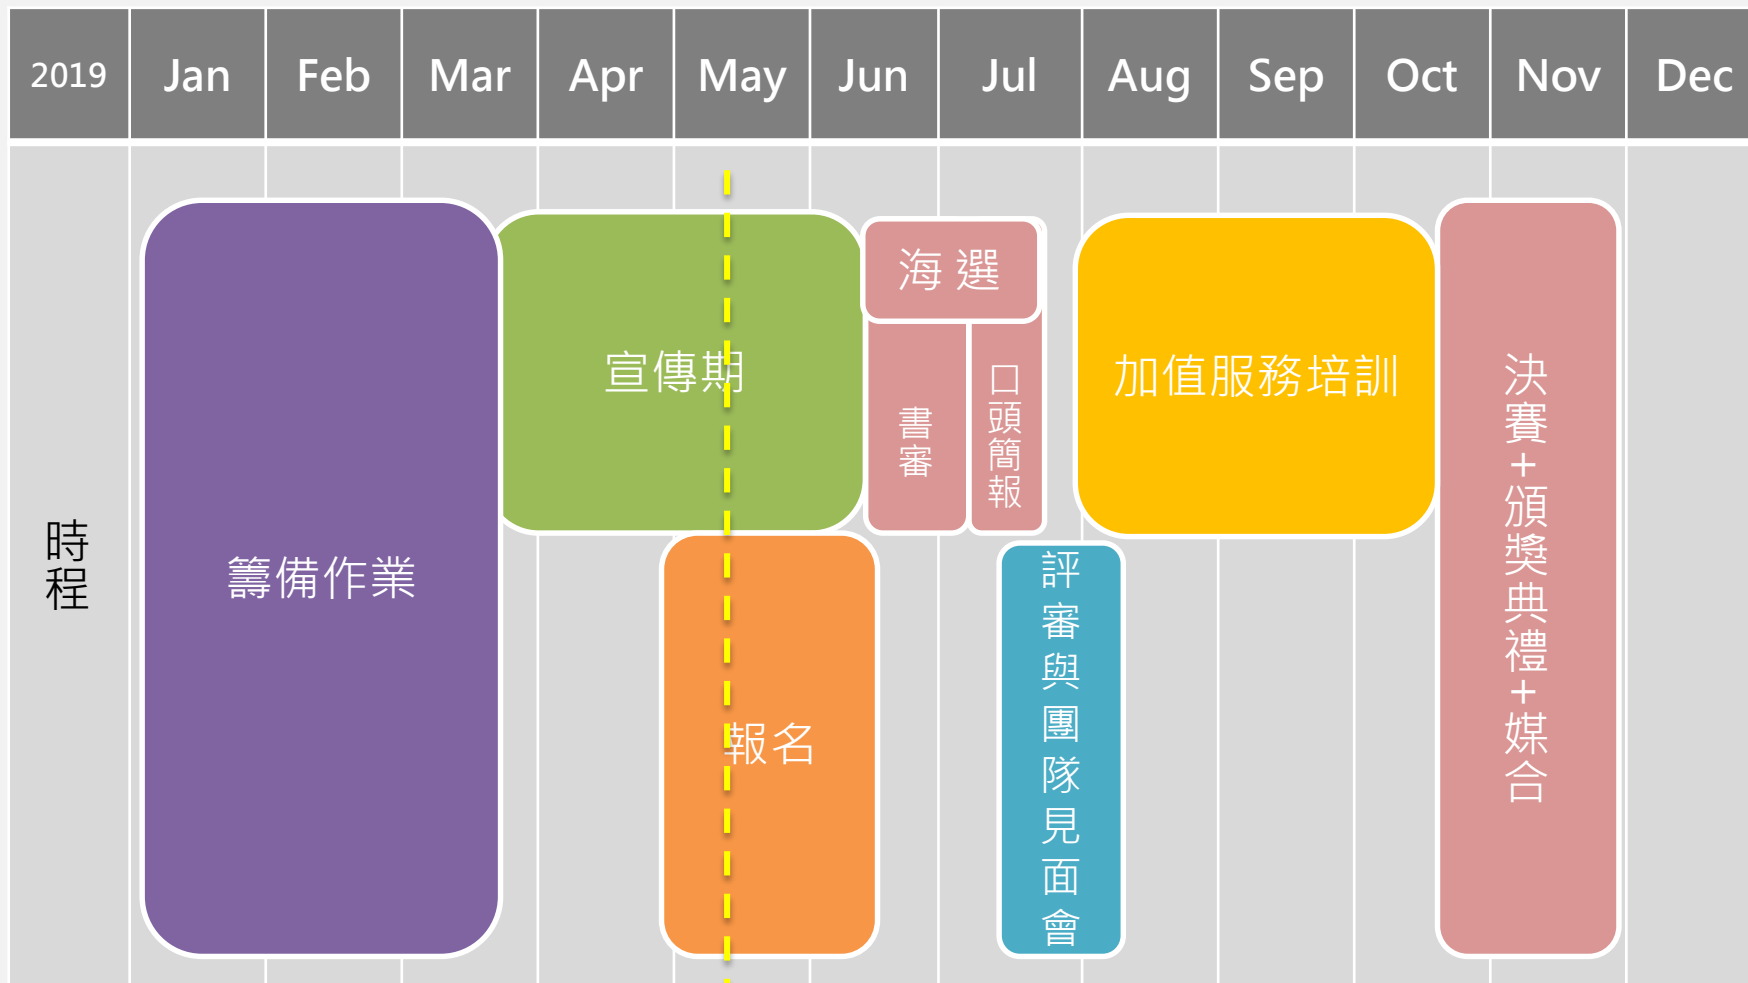 2019 Jan Feb Mar Apr May Jun Jul Aug Sep Oct Nov Dec
時程
籌備作業
宣傳期
報名
海選
書審
口頭簡報
評審與團隊見面會
加值服務培訓
決賽+頒獎典禮+媒合